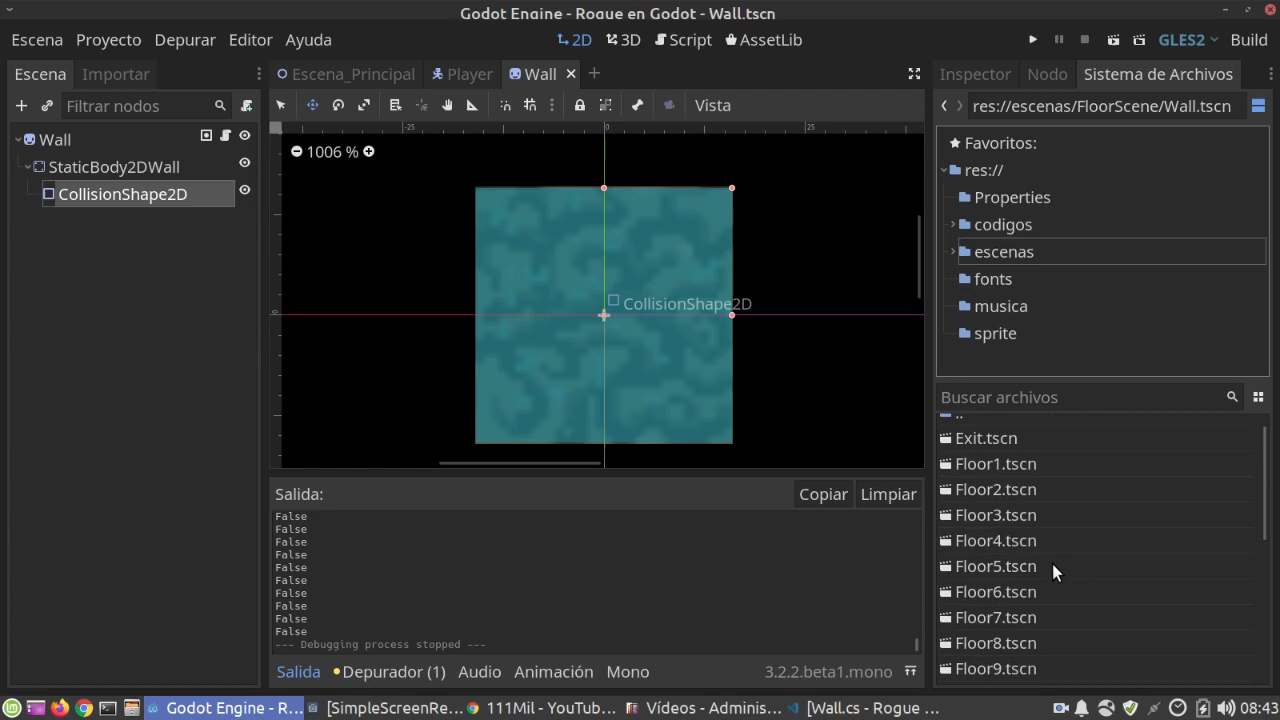 Godot Engine - Rogue en Godot - Wall.tscn
Escena Proyecto Depurar Editor Ayuda
2D 3D Script AssetLib
GLES2 Build
Escena Importar
Filtrar nodos
Wall
StaticBody2DWall
CollisionShape2D
Escena_Principal Player Wall
Vista
-25 0 25
1006 %
0
CollisionShape2D
Salida: Copiar Limpiar
False
False
False
False
False
False
False
False
False
False
--- Debugging process stopped ---
Salida Depurador (1) Audio Animación Mono 3.2.2.beta1.mono
Inspector Nodo Sistema de Archivos
res://escenas/FloorScene/Wall.tscn
Favoritos:
res://
Properties
codigos
escenas
fonts
musica
sprite
Buscar archivos
..
Exit.tscn
Floor1.tscn
Floor2.tscn
Floor3.tscn
Floor4.tscn
Floor5.tscn
Floor6.tscn
Floor7.tscn
Floor8.tscn
Floor9.tscn
Godot Engine - R... [SimpleScreenRe... 111Mil - YouTub... Vídeos - Adminis... [Wall.cs - Rogue ... 08:43